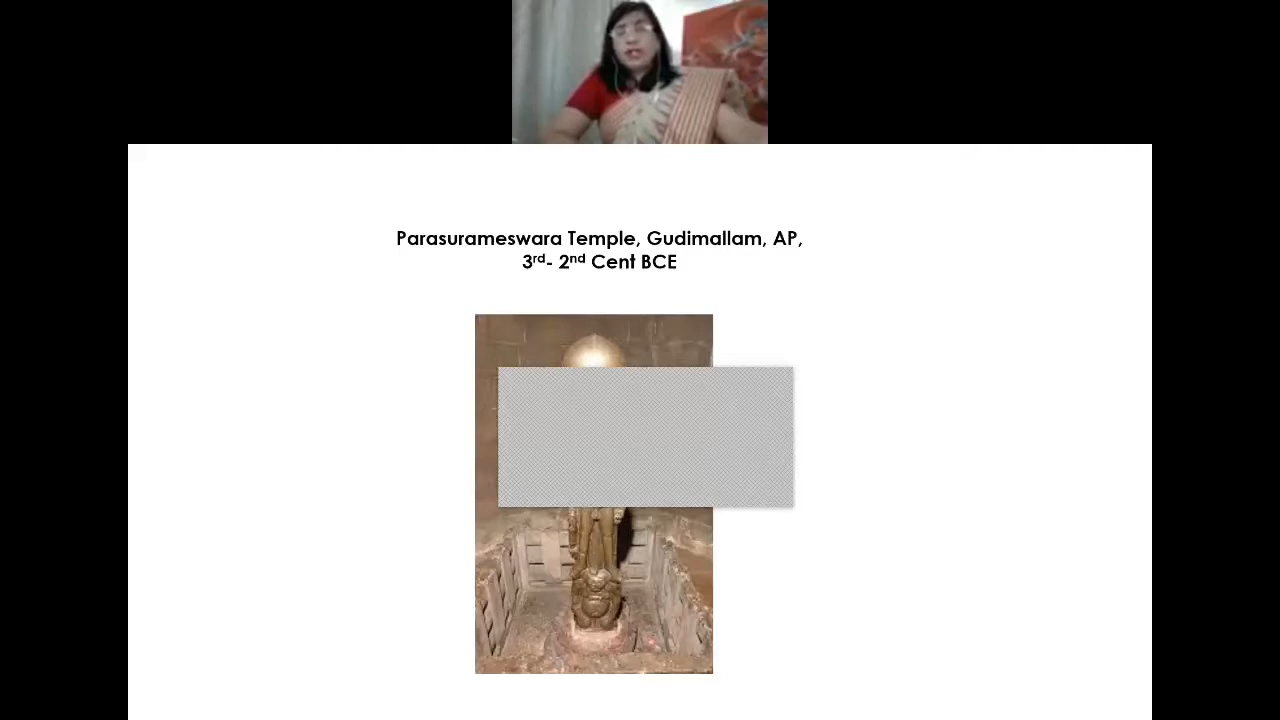 Parasurameswara Temple, Gudimallam, AP,
3rd- 2nd Cent BCE